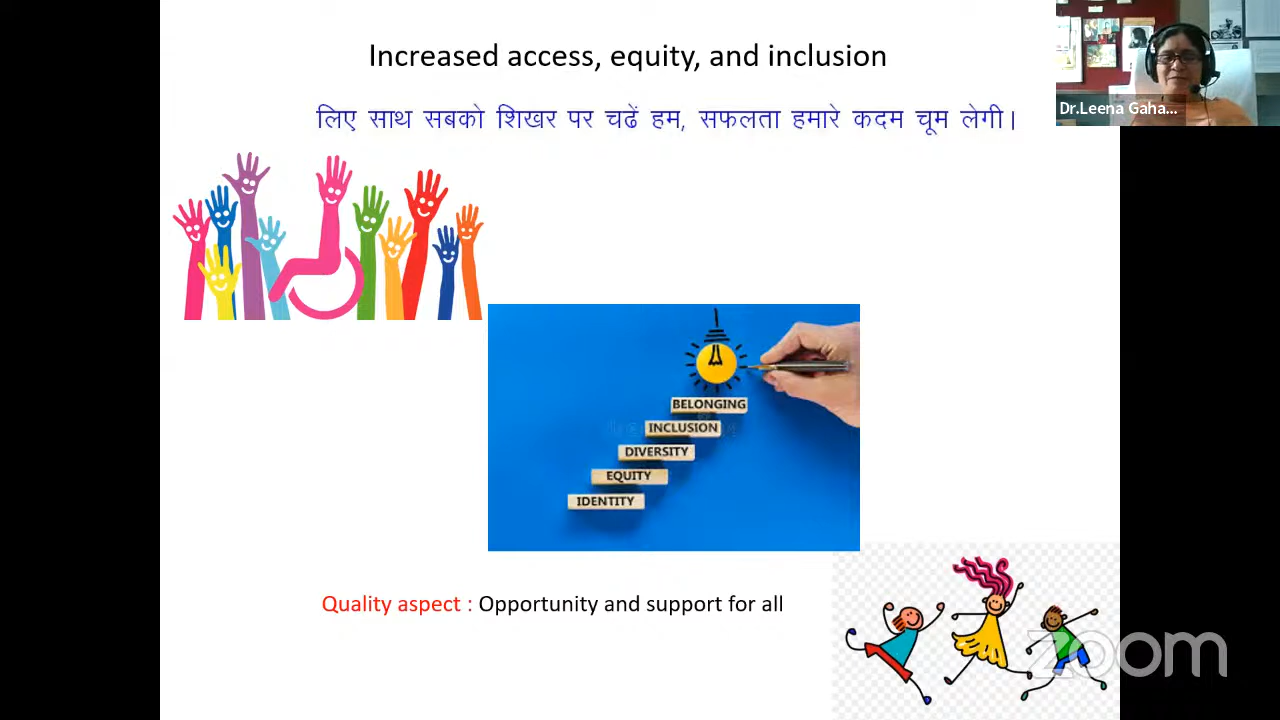 Increased access, equity, and inclusion
Dr.Leena Gaha...
लिए साथ सबको शिखर पर चढें हम, सफलता हमारे कदम चूम लेगी।
BELONGING
INCLUSION
DIVERSITY
EQUITY
IDENTITY
Quality aspect : Opportunity and support for all
zoom